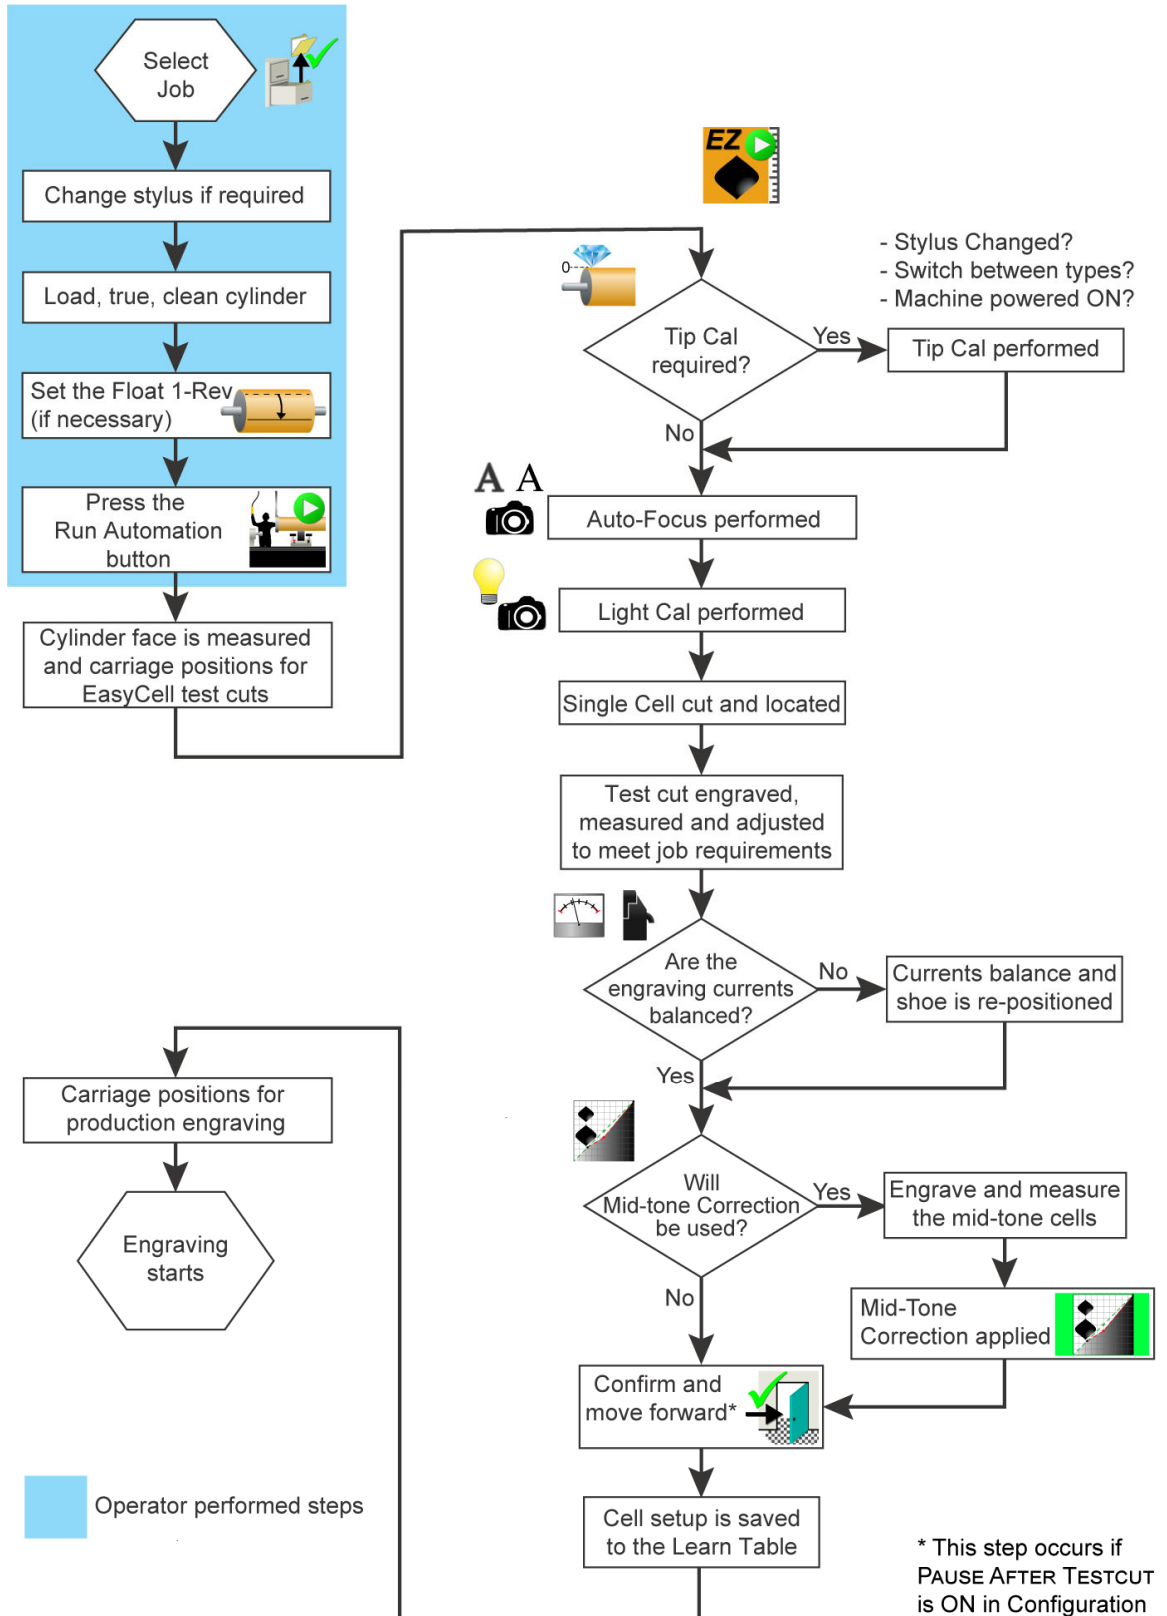 Select
Job
Change stylus if required
Load, true, clean cylinder
Set the Float 1-Rev
(if necessary)
Press the
Run Automation
button
Cylinder face is measured
and carriage positions for
EasyCell test cuts
EZ
0
- Stylus Changed?
- Switch between types?
- Machine powered ON?
Tip Cal
required?
Yes
Tip Cal performed
No
A A
Auto-Focus performed
Light Cal performed
Single Cell cut and located
Test cut engraved,
measured and adjusted
to meet job requirements
Are the
engraving currents
balanced?
No
Currents balance and
shoe is re-positioned
Yes
Will
Mid-tone Correction
be used?
Yes
Engrave and measure
the mid-tone cells
No
Mid-Tone
Correction applied
Confirm and
move forward*
Cell setup is saved
to the Learn Table
Carriage positions for
production engraving
Engraving
starts
Operator performed steps
* This step occurs if
PAUSE AFTER TESTCUT
is ON in Configuration